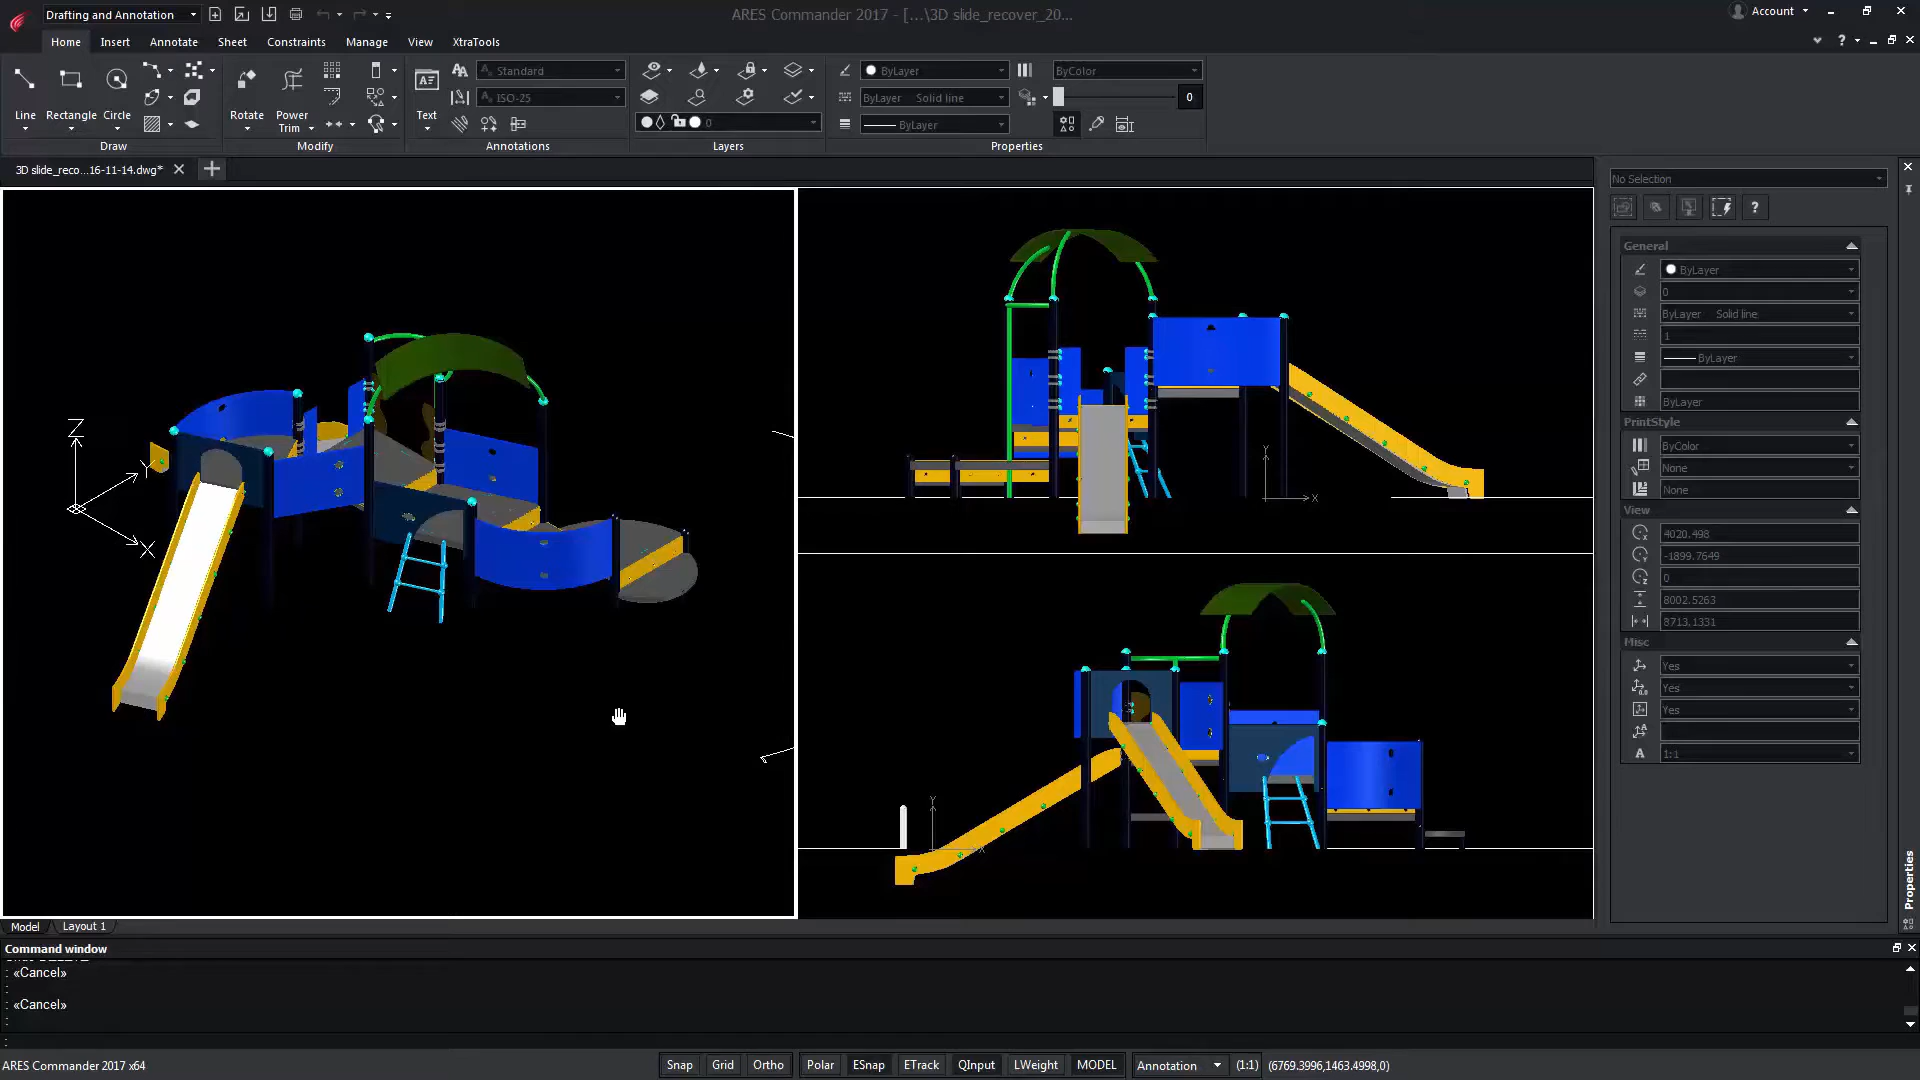 Drafting and Annotation
ARES Commander 2017 - [...\3D slide_recover_20...
Account
Home Insert Annotate Sheet Constraints Manage View XtraTools
?
Line Rectangle Circle
Draw
Rotate Power Trim
Modify
Text
Standard
ISO-25
Annotations
0
Layers
ByLayer
ByLayer Solid line
ByLayer
ByColor
0
Properties
3D slide_reco...16-11-14.dwg*
No Selection
?
General
ByLayer
0
ByLayer Solid line
1
ByLayer
ByLayer
PrintStyle
ByColor
None
None
View
4020.498
-1899.7649
0
8002.5263
8713.1331
Misc
Yes
Yes
Yes
1:1
Properties
Z
Y
X
Y
X
Y
X
Model Layout 1
Command window
: «Cancel»
:
: «Cancel»
:
:
ARES Commander 2017 x64
Snap Grid Ortho Polar ESnap ETrack QInput LWeight MODEL Annotation (1:1) (6769.3996,1463.4998,0)